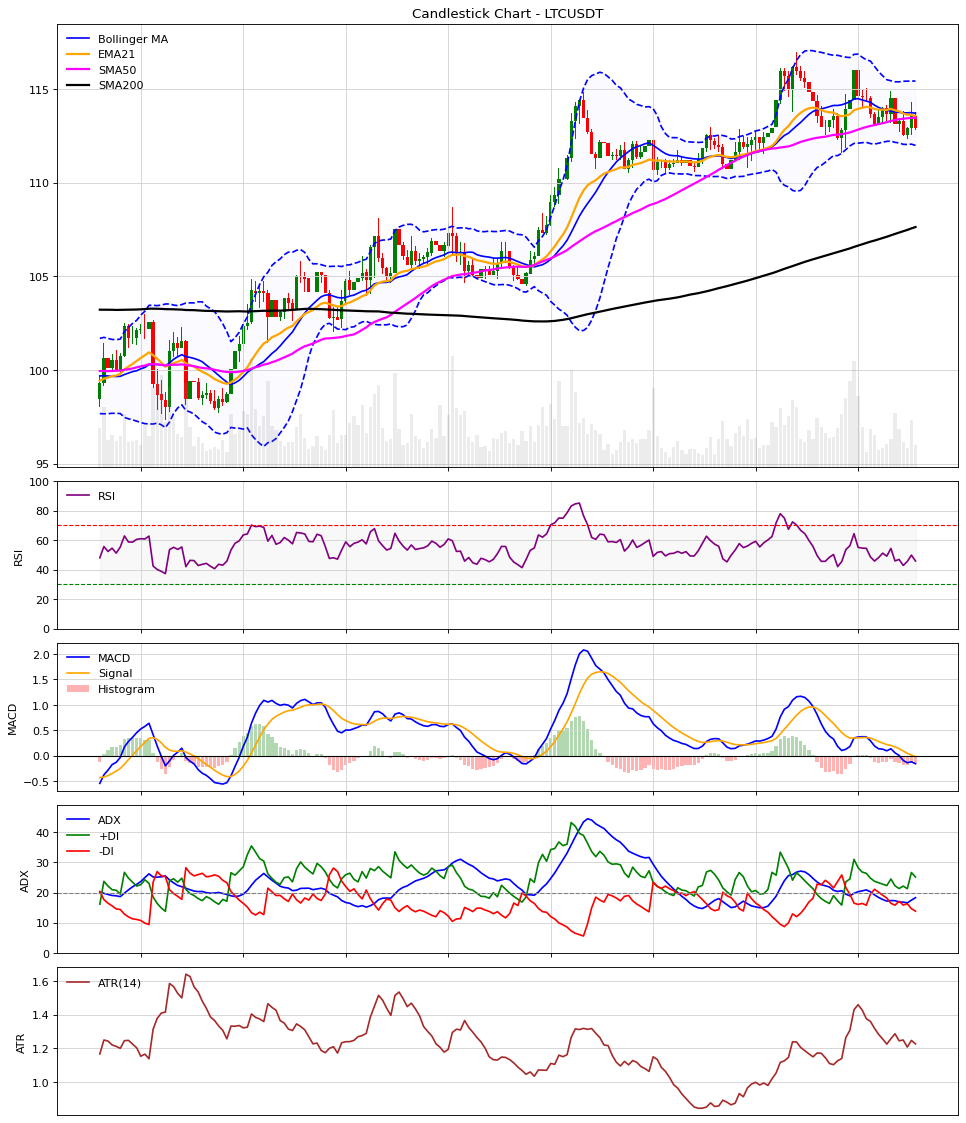 Candlestick Chart - LTCUSDT
Bollinger MA
EMA21
SMA50
SMA200
115
110
105
100
95
RSI
100
80
60
40
20
0
RSI
MACD
Signal
Histogram
2.0
1.5
1.0
0.5
0.0
−0.5
MACD
ADX
+DI
-DI
40
30
20
10
0
ADX
ATR(14)
1.6
1.4
1.2
1.0
ATR